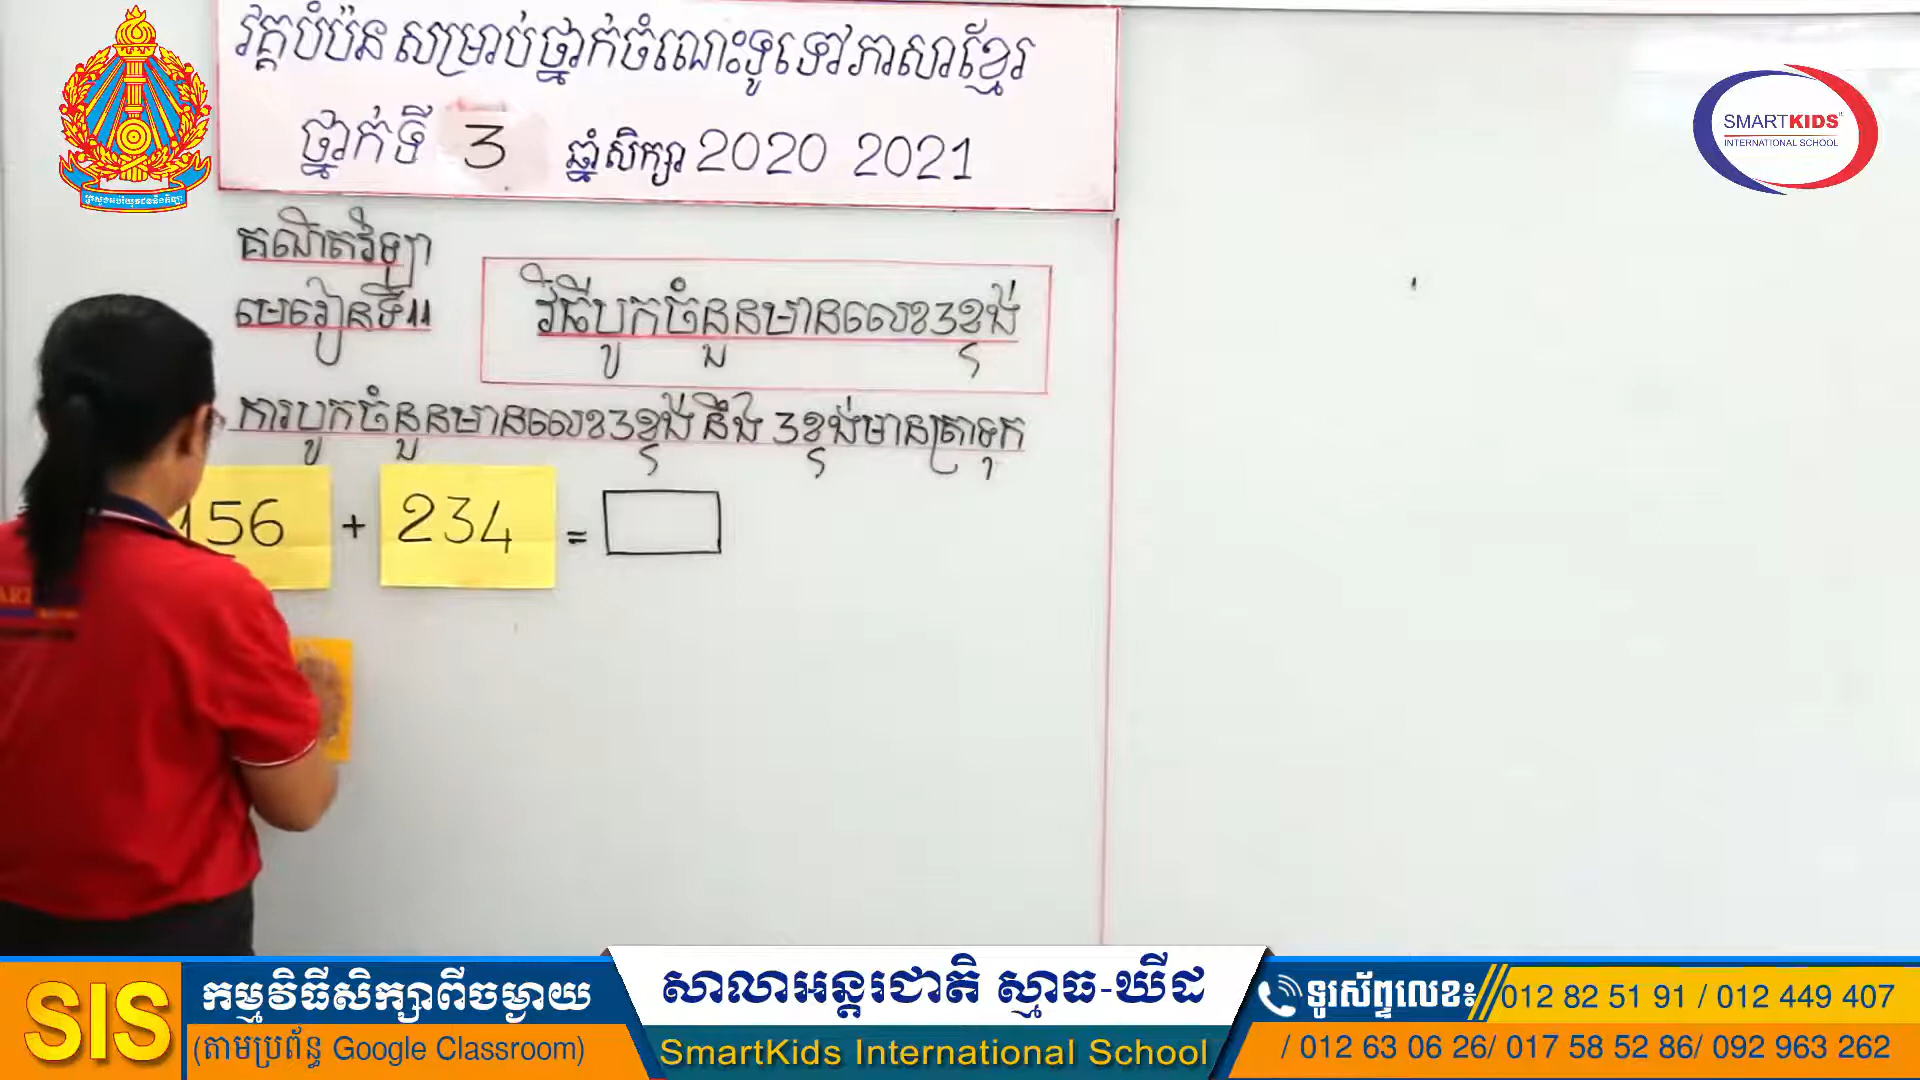 វគ្គបំប៉ន សម្រាប់ថ្នាក់ចំណេះទូទៅភាសាខ្មែរ
ថ្នាក់ទី 3 ឆ្នាំសិក្សា 2020 2021
SMARTKIDS
INTERNATIONAL SCHOOL
គណិតវិទ្យា
មេរៀនទី11
វិធីបូកចំនួនមានលេខ3ខ្ទង់
ការបូកចំនួនមានលេខ3ខ្ទង់ នឹង 3ខ្ទង់មានត្រាទុក
156 + 234 =
SIS
កម្មវិធីសិក្សាពីចម្ងាយ
(តាមប្រព័ន្ធ Google Classroom)
សាលាអន្តរជាតិ ស្មាធ-ឃីដ
SmartKids International School
ទូរស័ព្ទលេខ៖ 012 82 51 91 / 012 449 407
/ 012 63 06 26/ 017 58 52 86/ 092 963 262